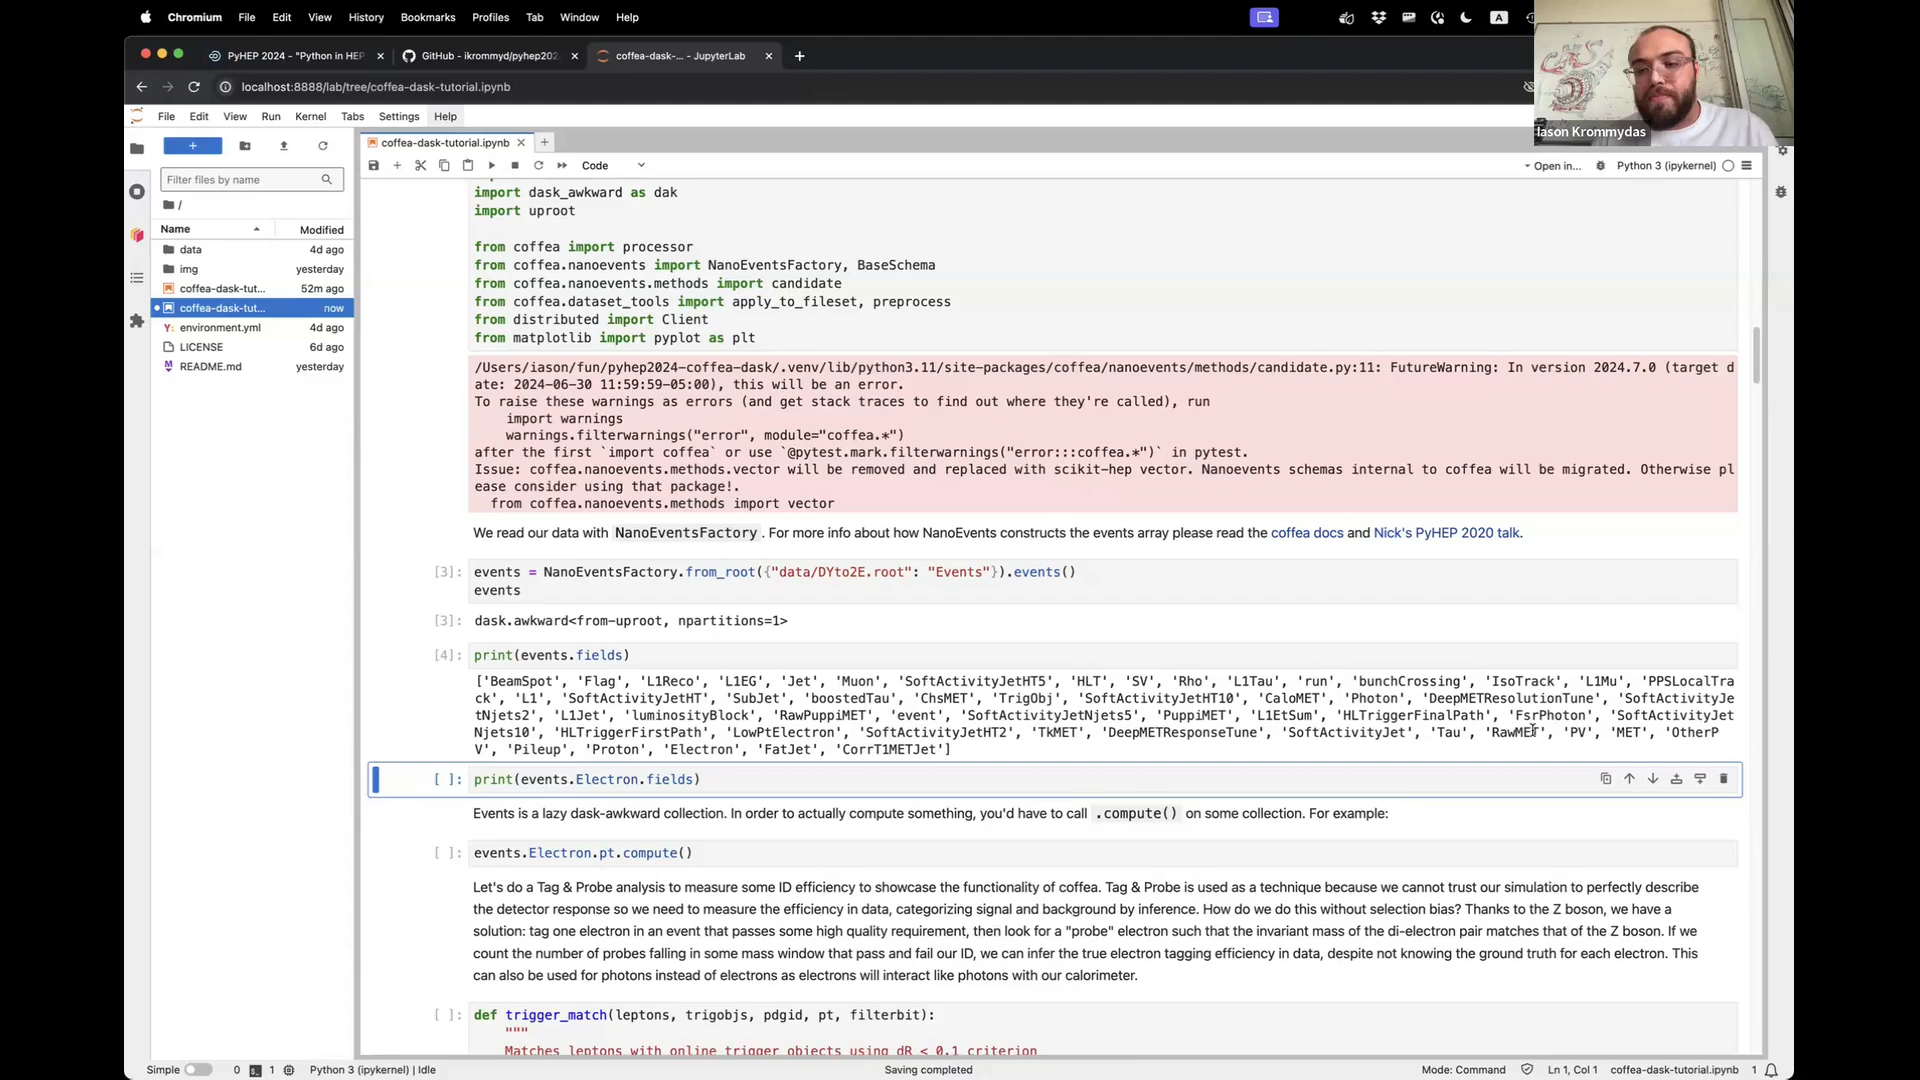 Chromium File Edit View History Bookmarks Profiles Tab Window Help A
PyHEP 2024 - "Python in HEP GitHub - ikrommyd/pyhep202 coffea-dask-... - JupyterLab
localhost:8888/lab/tree/coffea-dask-tutorial.ipynb
Iason Krommydas
File Edit View Run Kernel Tabs Settings Help
coffea-dask-tutorial.ipynb
Code
Open in... Python 3 (ipykernel)
Filter files by name
/
Name Modified
data 4d ago
img yesterday
coffea-dask-tut... 52m ago
coffea-dask-tut... now
environment.yml 4d ago
LICENSE 6d ago
README.md yesterday
import dask_awkward as dak
import uproot
from coffea import processor
from coffea.nanoevents import NanoEventsFactory, BaseSchema
from coffea.nanoevents.methods import candidate
from coffea.dataset_tools import apply_to_fileset, preprocess
from distributed import Client
from matplotlib import pyplot as plt
/Users/iason/fun/pyhep2024-coffea-dask/.venv/lib/python3.11/site-packages/coffea/nanoevents/methods/candidate.py:11: FutureWarning: In version 2024.7.0 (target d
ate: 2024-06-30 11:59:59-05:00), this will be an error.
To raise these warnings as errors (and get stack traces to find out where they're called), run
import warnings
warnings.filterwarnings("error", module="coffea.*")
after the first `import coffea` or use `@pytest.mark.filterwarnings("error:::coffea.*")` in pytest.
Issue: coffea.nanoevents.methods.vector will be removed and replaced with scikit-hep vector. Nanoevents schemas internal to coffea will be migrated. Otherwise pl
ease consider using that package!.
from coffea.nanoevents.methods import vector
We read our data with NanoEventsFactory. For more info about how NanoEvents constructs the events array please read the coffea docs and Nick's PyHEP 2020 talk.
[3]: events = NanoEventsFactory.from_root({"data/DYto2E.root": "Events"}).events()
events
[3]: dask.awkward<from-uproot, npartitions=1>
[4]: print(events.fields)
['BeamSpot', 'Flag', 'L1Reco', 'L1EG', 'Jet', 'Muon', 'SoftActivityJetHT5', 'HLT', 'SV', 'Rho', 'L1Tau', 'run', 'bunchCrossing', 'IsoTrack', 'L1Mu', 'PPSLocalTra
ck', 'L1', 'SoftActivityJetHT', 'SubJet', 'boostedTau', 'ChsMET', 'TrigObj', 'SoftActivityJetHT10', 'CaloMET', 'Photon', 'DeepMETResolutionTune', 'SoftActivityJe
tNjets2', 'L1Jet', 'luminosityBlock', 'RawPuppiMET', 'event', 'SoftActivityJetNjets5', 'PuppiMET', 'L1EtSum', 'HLTriggerFinalPath', 'FsrPhoton', 'SoftActivityJet
Njets10', 'HLTriggerFirstPath', 'LowPtElectron', 'SoftActivityJetHT2', 'TkMET', 'DeepMETResponseTune', 'SoftActivityJet', 'Tau', 'RawMET', 'PV', 'MET', 'OtherP
V', 'Pileup', 'Proton', 'Electron', 'FatJet', 'CorrT1METJet']
[ ]: print(events.Electron.fields)
Events is a lazy dask-awkward collection. In order to actually compute something, you'd have to call .compute() on some collection. For example:
[ ]: events.Electron.pt.compute()
Let's do a Tag & Probe analysis to measure some ID efficiency to showcase the functionality of coffea. Tag & Probe is used as a technique because we cannot trust our simulation to perfectly describe
the detector response so we need to measure the efficiency in data, categorizing signal and background by inference. How do we do this without selection bias? Thanks to the Z boson, we have a
solution: tag one electron in an event that passes some high quality requirement, then look for a "probe" electron such that the invariant mass of the di-electron pair matches that of the Z boson. If we
count the number of probes falling in some mass window that pass and fail our ID, we can infer the true electron tagging efficiency in data, despite not knowing the ground truth for each electron. This
can also be used for photons instead of electrons as electrons will interact like photons with our calorimeter.
[ ]: def trigger_match(leptons, trigobjs, pdgid, pt, filterbit):
"""
Matches leptons with online trigger objects using dR < 0.1 criterion
Simple 0 1 Python 3 (ipykernel) | Idle Saving completed Mode: Command Ln 1, Col 1 coffea-dask-tutorial.ipynb 1